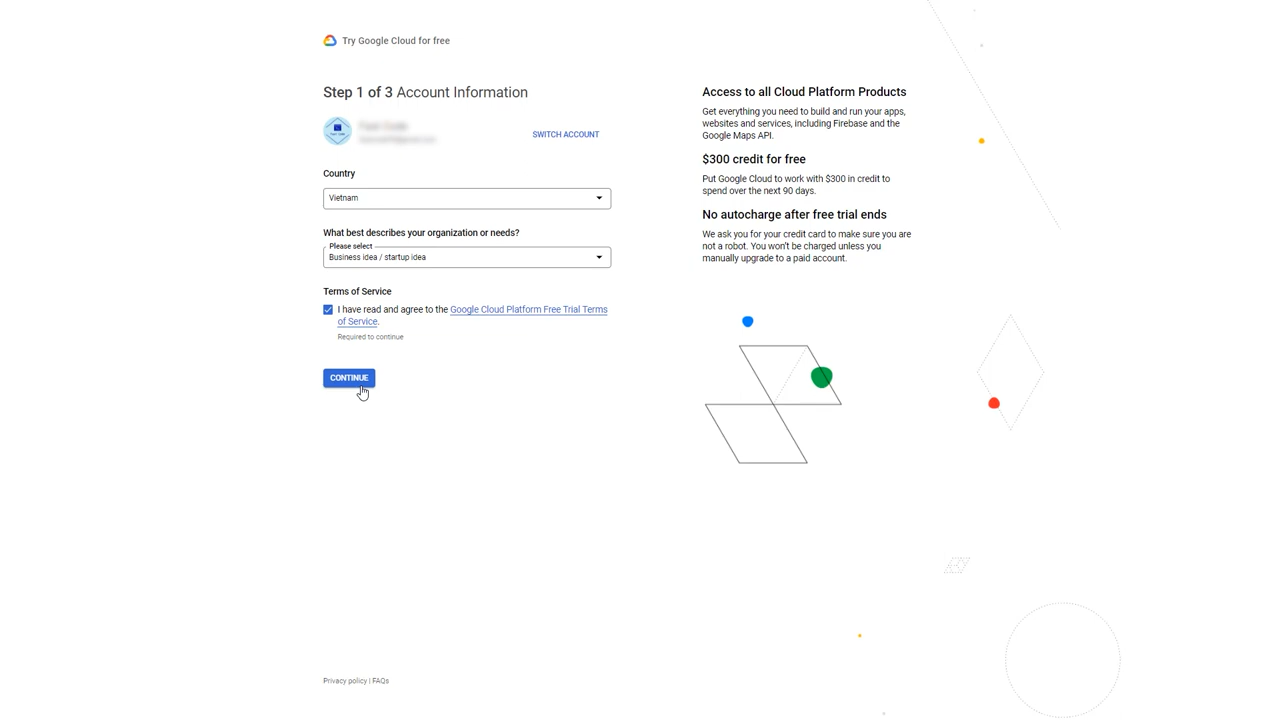 Try Google Cloud for free
Step 1 of 3 Account Information
SWITCH ACCOUNT
Country
Vietnam
What best describes your organization or needs?
Please select
Business idea / startup idea
Terms of Service
I have read and agree to the Google Cloud Platform Free Trial Terms
of Service.
Required to continue
CONTINUE
Privacy policy | FAQs
Access to all Cloud Platform Products
Get everything you need to build and run your apps,
websites and services, including Firebase and the
Google Maps API.
$300 credit for free
Put Google Cloud to work with $300 in credit to
spend over the next 90 days.
No autocharge after free trial ends
We ask you for your credit card to make sure you are
not a robot. You won't be charged unless you
manually upgrade to a paid account.